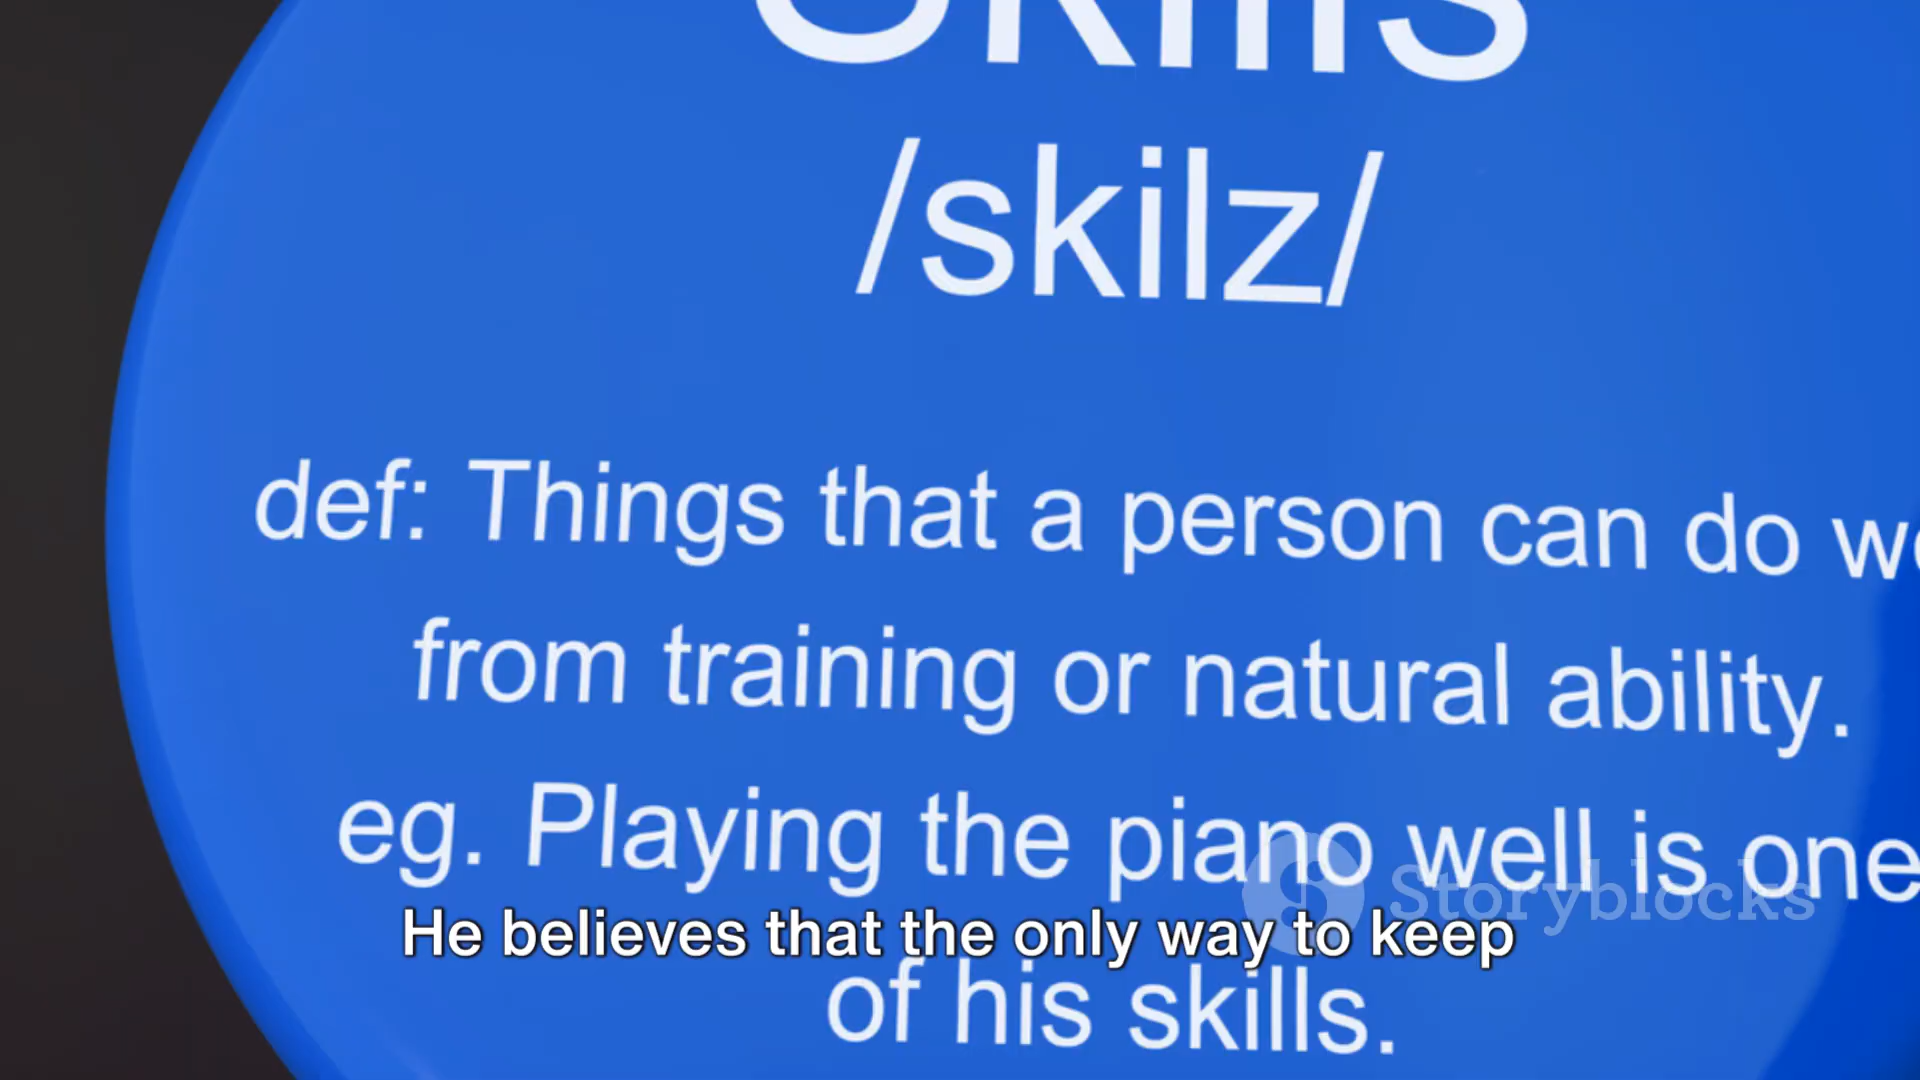 Skills
/skilz/
def: Things that a person can do
from training or natural ability.
eg. Playing the piano well is one
Storyblocks
He believes that the only way to keep
of his skills.